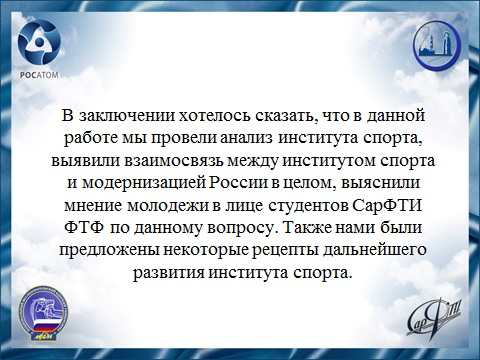 РОСАТОМ
В заключении хотелось сказать, что в данной
работе мы провели анализ института спорта,
выявили взаимосвязь между институтом спорта
и модернизацией России в целом, выяснили
мнение молодежи в лице студентов СарФТИ
ФТФ по данному вопросу. Также нами были
предложены некоторые рецепты дальнейшего
развития института спорта.
СарФТИ